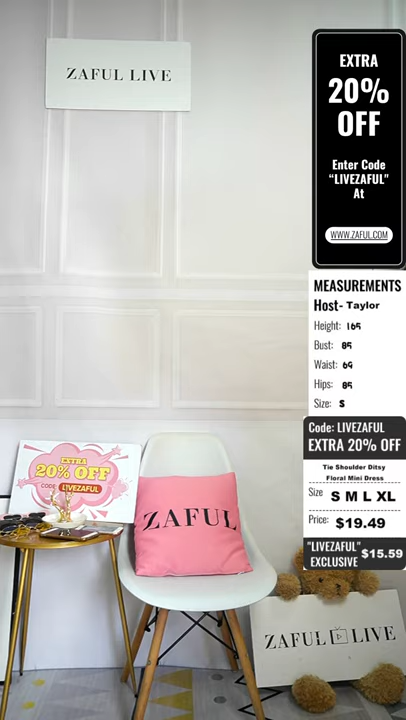 ZAFUL LIVE
EXTRA
20%
OFF
Enter Code
“LIVEZAFUL”
At
WWW.ZAFUL.COM
MEASUREMENTS
Host- Taylor
Height: 165
Bust: 85
Waist: 69
Hips: 85
Size: S
Code: LIVEZAFUL
EXTRA 20% OFF
Tie Shoulder Ditsy
Floral Mini Dress
Size S M L XL
Price: $19.49
"LIVEZAFUL"
EXCLUSIVE $15.59
EXTRA
20% OFF
CODE LIVEZAFUL
ZAFUL
ZAFUL LIVE